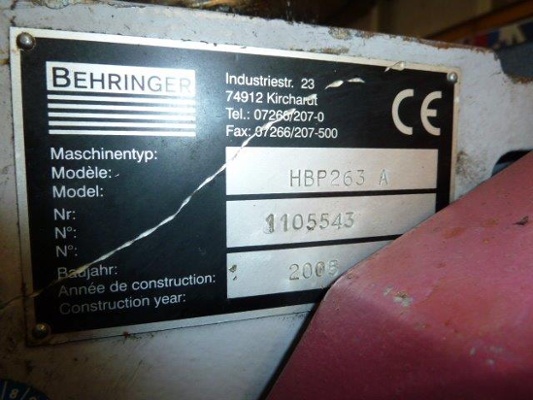 BEHRINGER
Industriestr. 23
74912 Kirchardt
Tel.: 07266/207-0
Fax: 07266/207-500
CE
Maschinentyp:
Modèle:
Model:
HBP263 A
Nr:
N°:
N°:
1105543
Baujahr:
Année de construction:
Construction year:
2005